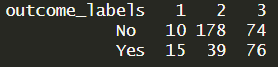 outcome_labels 1 2 3
No 10 178 74
Yes 15 39 76